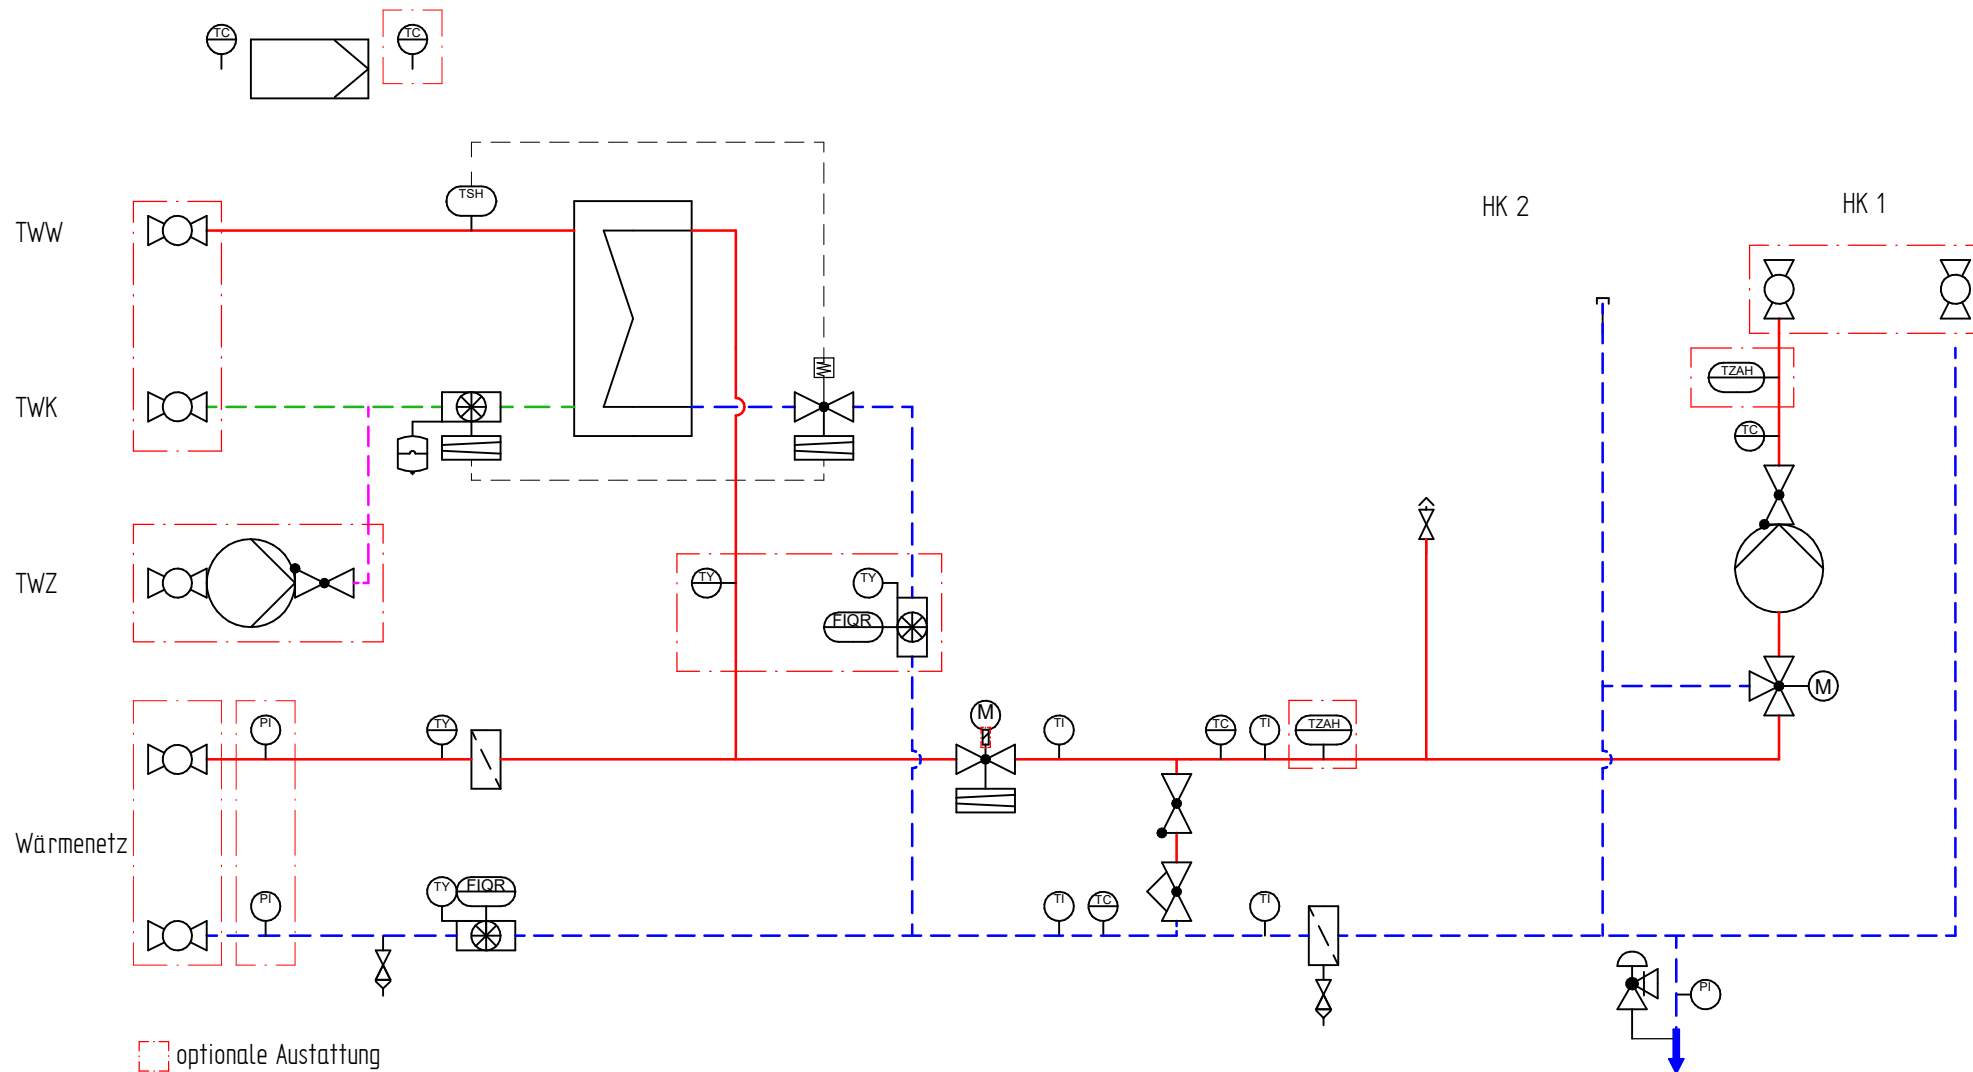 TC
TC
TSH
HK 2
HK 1
TWW
TZAH
TWK
TC
TWZ
TY
TY
FIQR
M
M
PI
TY
TI
TC
TI
TZAH
Wärmenetz
PI
TY
FIQR
TI
TC
TI
PI
optionale Austattung